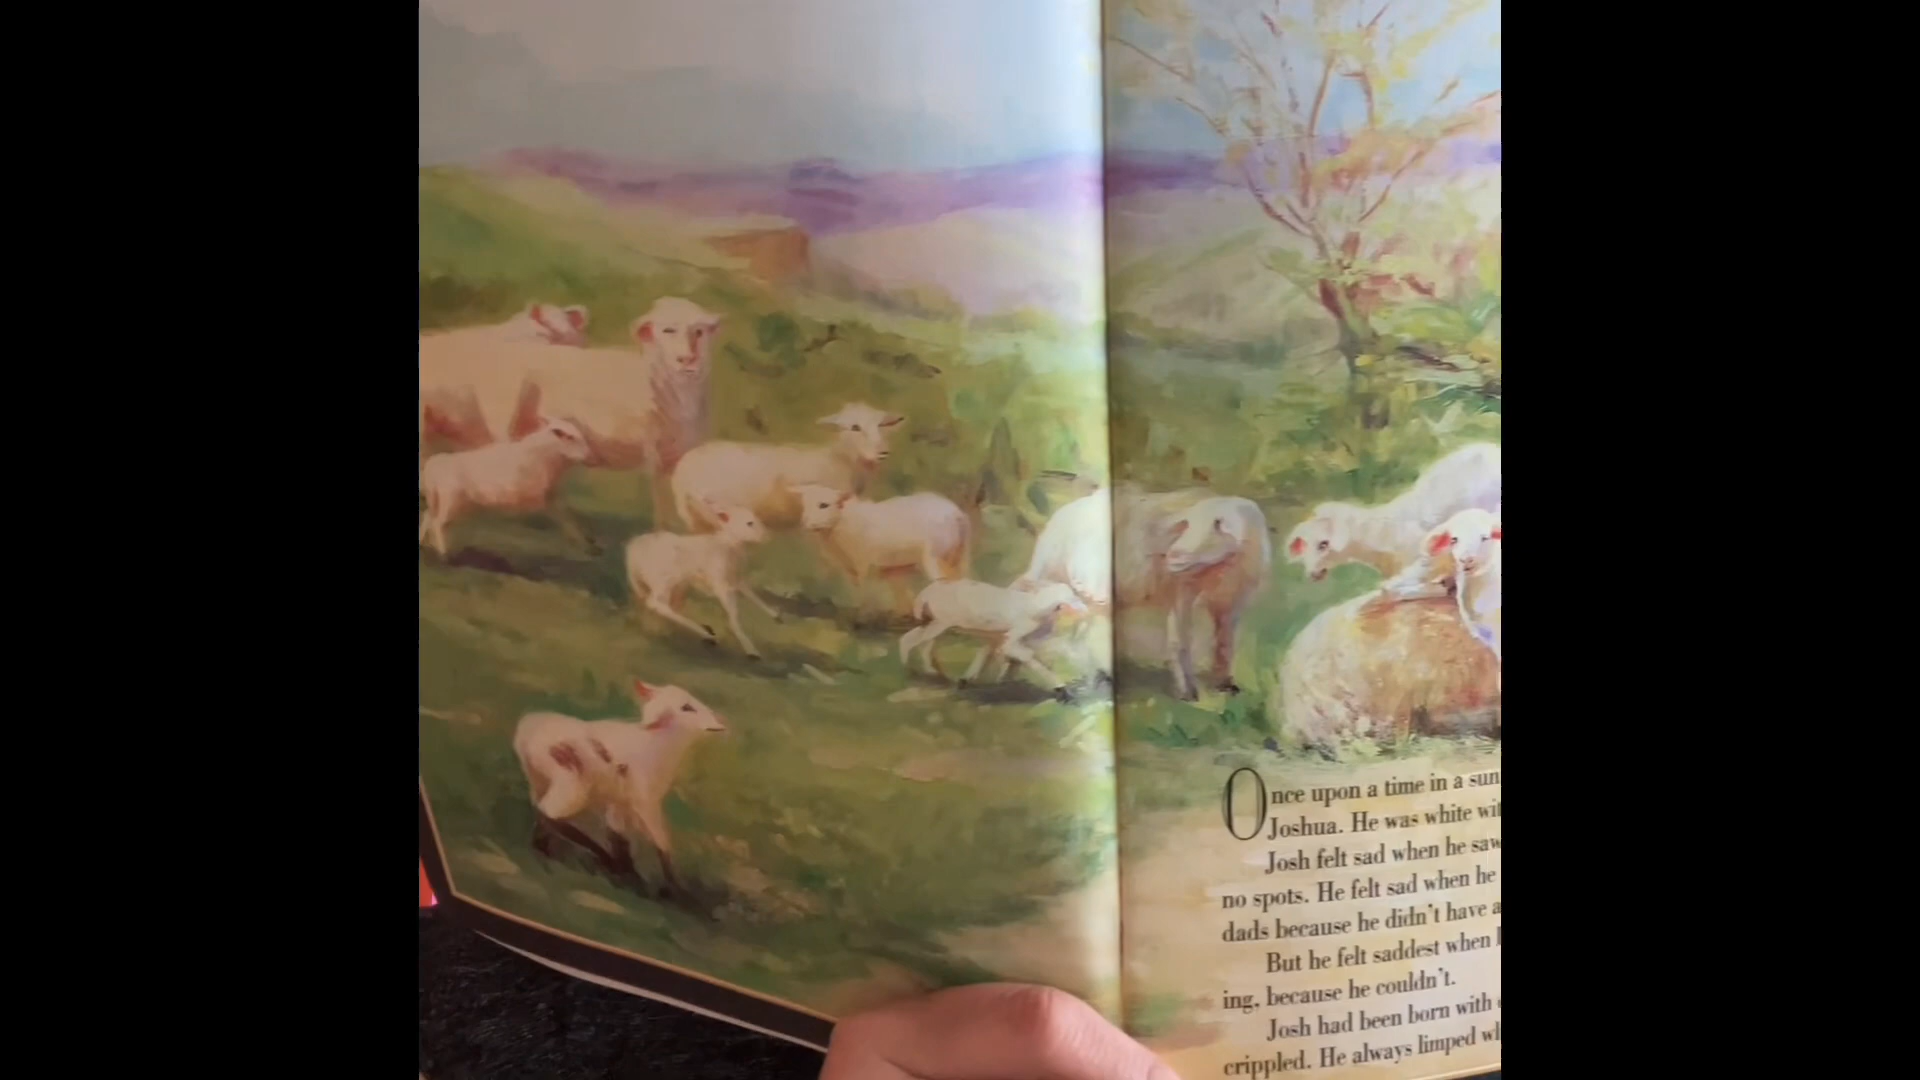 Once upon a time in a sun
Joshua. He was white wit
Josh felt sad when he saw
no spots. He felt sad when he
dads because he didn't have a
But he felt saddest when
ing, because he couldn't.
Josh had been born with
crippled. He always limped wh